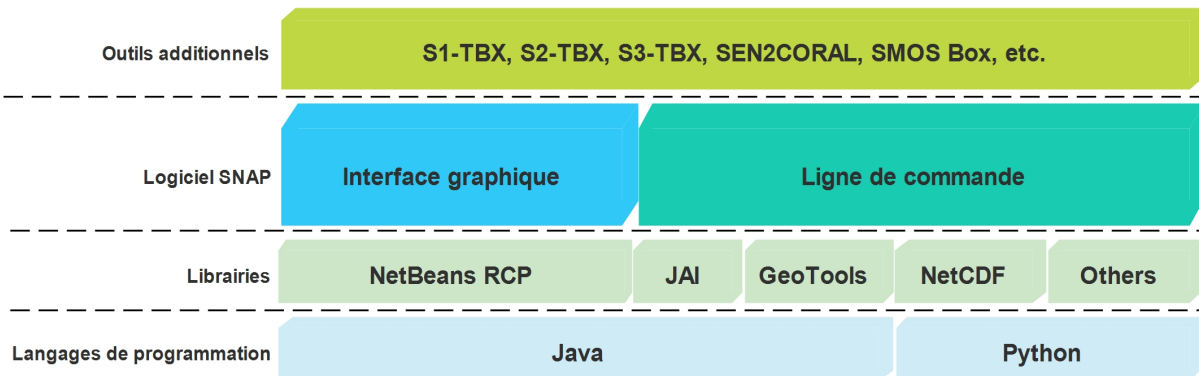 Outils additionnels
S1-TBX, S2-TBX, S3-TBX, SEN2CORAL, SMOS Box, etc.
Logiciel SNAP
Interface graphique
Ligne de commande
Librairies
NetBeans RCP
JAI
GeoTools
NetCDF
Others
Langages de programmation
Java
Python